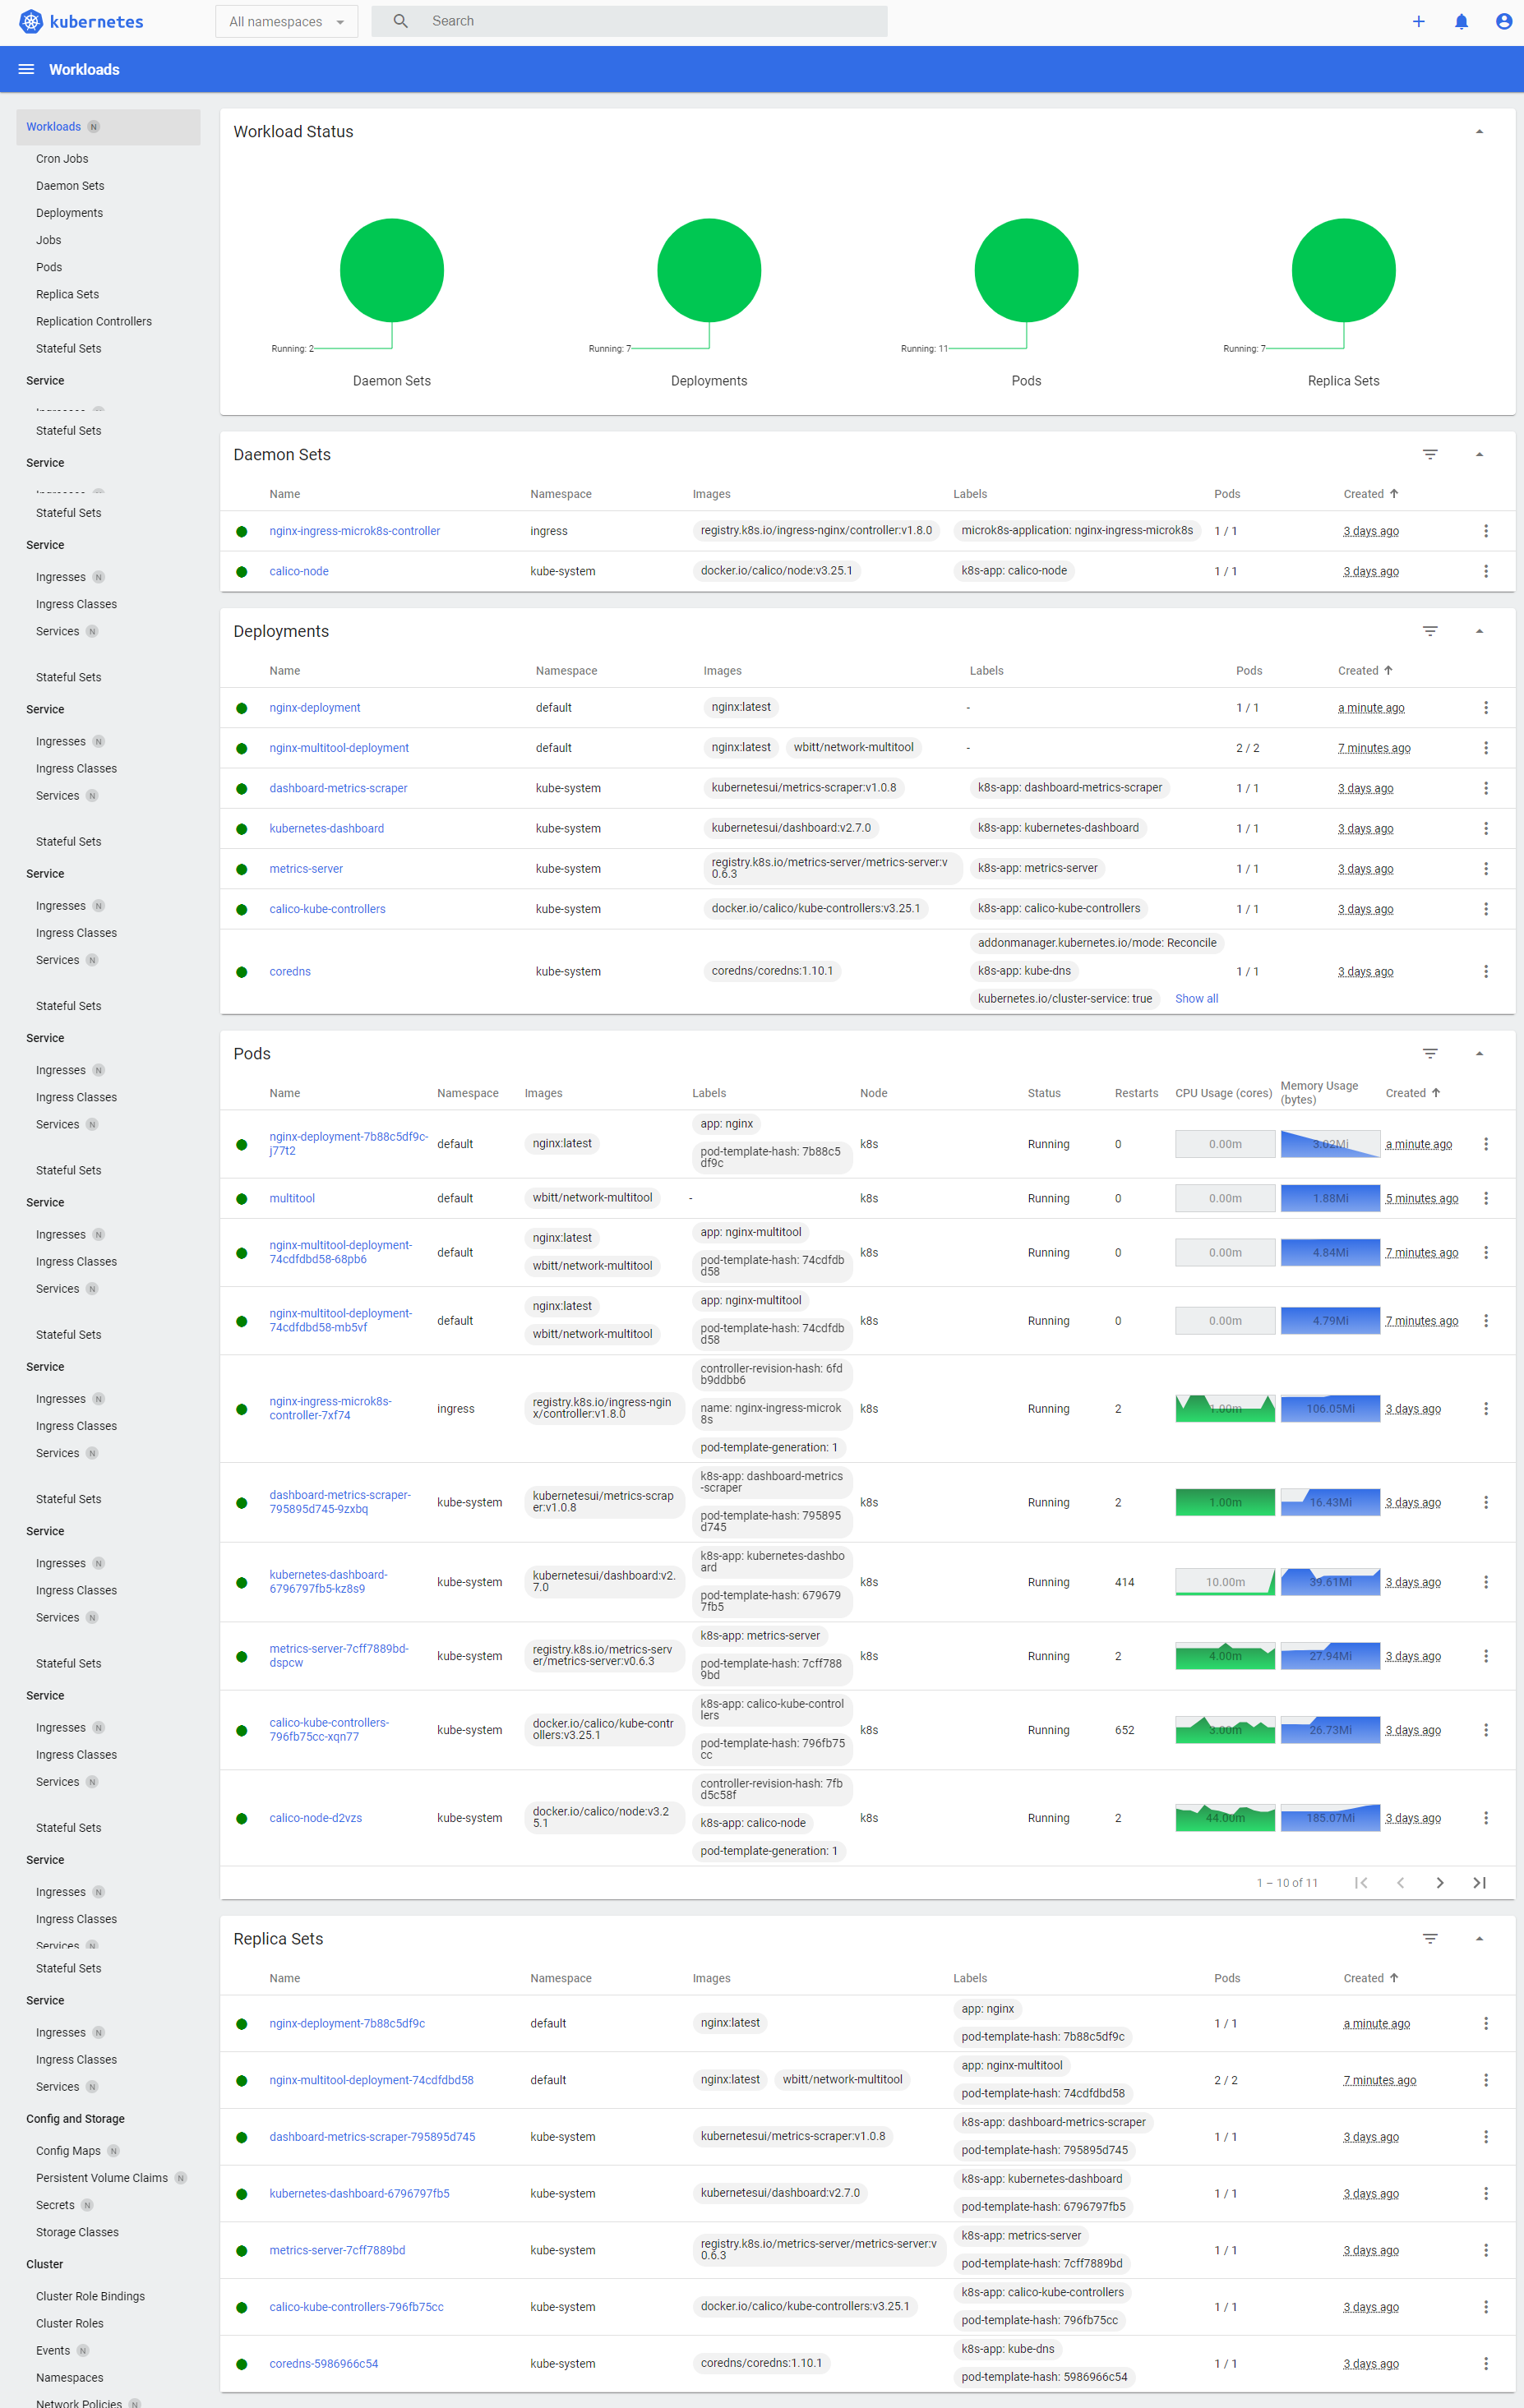 kubernetes
All namespaces
Search
Workloads
Workloads N
Cron Jobs
Daemon Sets
Deployments
Jobs
Pods
Replica Sets
Replication Controllers
Stateful Sets
Service
Stateful Sets
Service
Stateful Sets
Service
Ingresses N
Ingress Classes
Services N
Stateful Sets
Service
Ingresses N
Ingress Classes
Services N
Stateful Sets
Service
Ingresses N
Ingress Classes
Services N
Stateful Sets
Service
Ingresses N
Ingress Classes
Services N
Stateful Sets
Service
Ingresses N
Ingress Classes
Services N
Stateful Sets
Service
Ingresses N
Ingress Classes
Services N
Stateful Sets
Service
Ingresses N
Ingress Classes
Services N
Stateful Sets
Service
Ingresses N
Ingress Classes
Services N
Stateful Sets
Service
Ingresses N
Ingress Classes
Services N
Stateful Sets
Service
Ingresses N
Ingress Classes
Services N
Config and Storage
Config Maps N
Persistent Volume Claims N
Secrets N
Storage Classes
Cluster
Cluster Role Bindings
Cluster Roles
Events N
Namespaces
Network Policies N
Workload Status
Running: 2
Running: 7
Running: 11
Running: 7
Daemon Sets
Deployments
Pods
Replica Sets
Daemon Sets
Name Namespace Images Labels Pods Created
nginx-ingress-microk8s-controller ingress registry.k8s.io/ingress-nginx/controller:v1.8.0 microk8s-application: nginx-ingress-microk8s 1 / 1 3 days ago
calico-node kube-system docker.io/calico/node:v3.25.1 k8s-app: calico-node 1 / 1 3 days ago
Deployments
Name Namespace Images Labels Pods Created
nginx-deployment default nginx:latest - 1 / 1 a minute ago
nginx-multitool-deployment default nginx:latest wbitt/network-multitool - 2 / 2 7 minutes ago
dashboard-metrics-scraper kube-system kubernetesui/metrics-scraper:v1.0.8 k8s-app: dashboard-metrics-scraper 1 / 1 3 days ago
kubernetes-dashboard kube-system kubernetesui/dashboard:v2.7.0 k8s-app: kubernetes-dashboard 1 / 1 3 days ago
metrics-server kube-system registry.k8s.io/metrics-server/metrics-server:v
0.6.3 k8s-app: metrics-server 1 / 1 3 days ago
calico-kube-controllers kube-system docker.io/calico/kube-controllers:v3.25.1 k8s-app: calico-kube-controllers 1 / 1 3 days ago
addonmanager.kubernetes.io/mode: Reconcile
coredns kube-system coredns/coredns:1.10.1 k8s-app: kube-dns 1 / 1 3 days ago
kubernetes.io/cluster-service: true Show all
Pods
Name Namespace Images Labels Node Status Restarts CPU Usage (cores) Memory Usage
(bytes) Created
nginx-deployment-7b88c5df9c-
j77t2 default nginx:latest app: nginx
pod-template-hash: 7b88c5
df9c k8s Running 0 0.00m 3.02Mi a minute ago
multitool default wbitt/network-multitool - k8s Running 0 0.00m 1.88Mi 5 minutes ago
nginx-multitool-deployment-
74cdfdbd58-68pb6 default nginx:latest
wbitt/network-multitool app: nginx-multitool
pod-template-hash: 74cdfdb
d58 k8s Running 0 0.00m 4.84Mi 7 minutes ago
nginx-multitool-deployment-
74cdfdbd58-mb5vf default nginx:latest
wbitt/network-multitool app: nginx-multitool
pod-template-hash: 74cdfdb
d58 k8s Running 0 0.00m 4.79Mi 7 minutes ago
nginx-ingress-microk8s-
controller-7xf74 ingress registry.k8s.io/ingress-ngin
x/controller:v1.8.0 controller-revision-hash: 6fd
b9ddbb6
name: nginx-ingress-microk
8s
pod-template-generation: 1 k8s Running 2 1.00m 106.05Mi 3 days ago
dashboard-metrics-scraper-
795895d745-9zxbq kube-system kubernetesui/metrics-scrap
er:v1.0.8 k8s-app: dashboard-metrics
-scraper
pod-template-hash: 795895
d745 k8s Running 2 1.00m 16.43Mi 3 days ago
kubernetes-dashboard-
6796797fb5-kz8s9 kube-system kubernetesui/dashboard:v2.
7.0 k8s-app: kubernetes-dashbo
ard
pod-template-hash: 679679
7fb5 k8s Running 414 10.00m 39.61Mi 3 days ago
metrics-server-7cff7889bd-
dspcw kube-system registry.k8s.io/metrics-serv
er/metrics-server:v0.6.3 k8s-app: metrics-server
pod-template-hash: 7cff788
9bd k8s Running 2 4.00m 27.94Mi 3 days ago
calico-kube-controllers-
796fb75cc-xqn77 kube-system docker.io/calico/kube-contr
ollers:v3.25.1 k8s-app: calico-kube-control
lers
pod-template-hash: 796fb75
cc k8s Running 652 3.00m 26.73Mi 3 days ago
calico-node-d2vzs kube-system docker.io/calico/node:v3.2
5.1 controller-revision-hash: 7fb
d5c58f
k8s-app: calico-node
pod-template-generation: 1 k8s Running 2 44.00m 185.07Mi 3 days ago
1 – 10 of 11
Replica Sets
Name Namespace Images Labels Pods Created
nginx-deployment-7b88c5df9c default nginx:latest app: nginx
pod-template-hash: 7b88c5df9c 1 / 1 a minute ago
nginx-multitool-deployment-74cdfdbd58 default nginx:latest wbitt/network-multitool app: nginx-multitool
pod-template-hash: 74cdfdbd58 2 / 2 7 minutes ago
dashboard-metrics-scraper-795895d745 kube-system kubernetesui/metrics-scraper:v1.0.8 k8s-app: dashboard-metrics-scraper
pod-template-hash: 795895d745 1 / 1 3 days ago
kubernetes-dashboard-6796797fb5 kube-system kubernetesui/dashboard:v2.7.0 k8s-app: kubernetes-dashboard
pod-template-hash: 6796797fb5 1 / 1 3 days ago
metrics-server-7cff7889bd kube-system registry.k8s.io/metrics-server/metrics-server:v
0.6.3 k8s-app: metrics-server
pod-template-hash: 7cff7889bd 1 / 1 3 days ago
calico-kube-controllers-796fb75cc kube-system docker.io/calico/kube-controllers:v3.25.1 k8s-app: calico-kube-controllers
pod-template-hash: 796fb75cc 1 / 1 3 days ago
coredns-5986966c54 kube-system coredns/coredns:1.10.1 k8s-app: kube-dns
pod-template-hash: 5986966c54 1 / 1 3 days ago